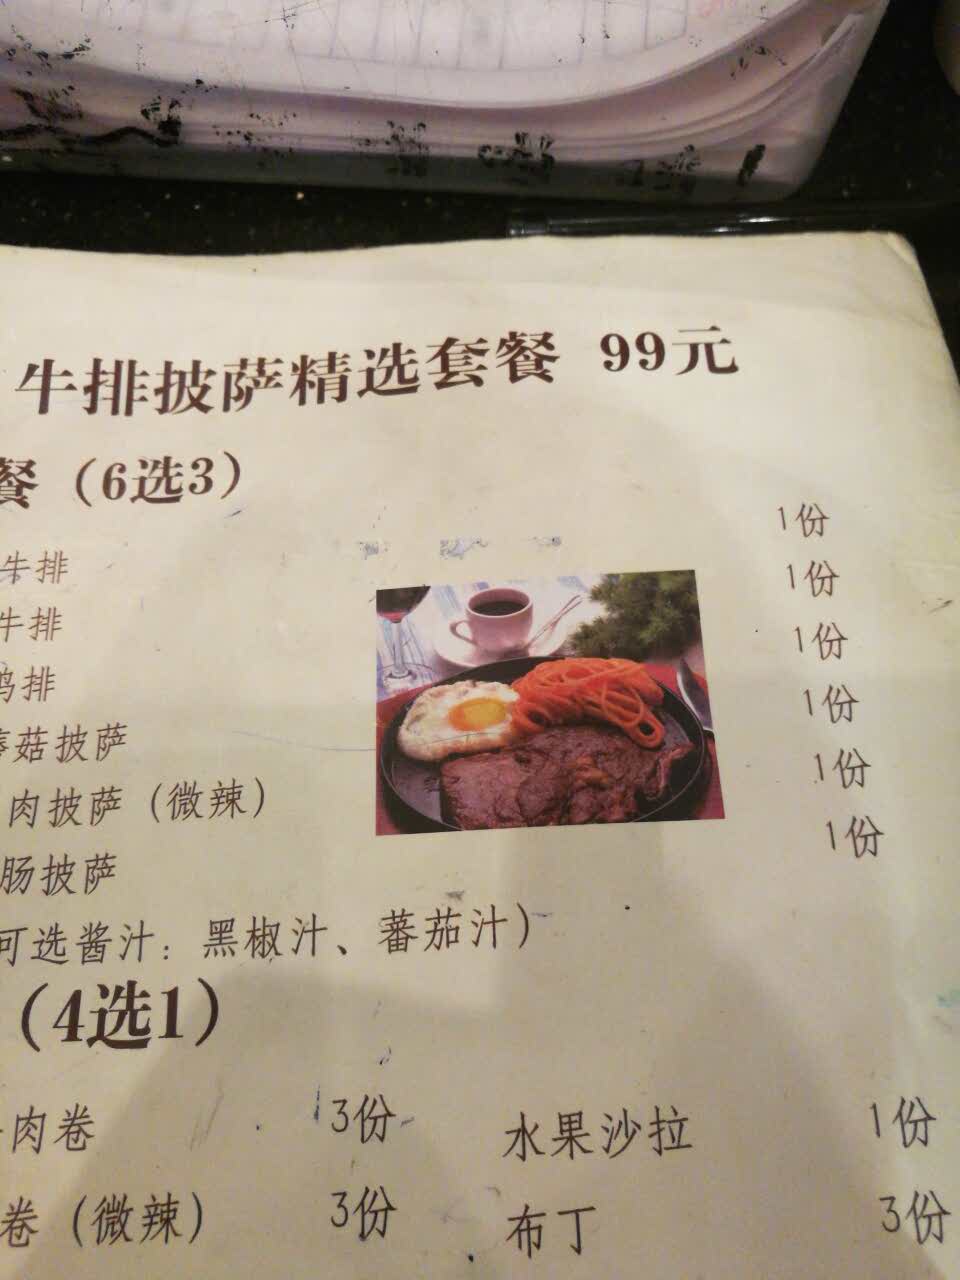 牛排披萨精选套餐 99元
餐（6选3）
牛排 1份
牛排 1份
鸡排 1份
蘑菇披萨 1份
肉披萨（微辣） 1份
肠披萨 1份
可选酱汁：黑椒汁、蕃茄汁）
（4选1）
肉卷 3份 水果沙拉 1份
卷（微辣） 3份 布丁 3份